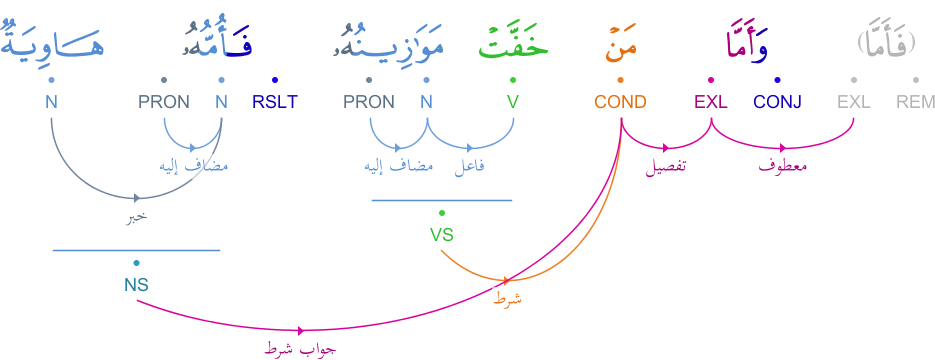 (فَأَمَّا) وَأَمَّا مَنْ خَفَّتْ مَوَٰزِينُهُۥ فَأُمُّهُۥ هَاوِيَةٌ
REM EXL CONJ EXL COND V N PRON RSLT N PRON N
معطوف تفصيل فاعل مضاف إليه مضاف إليه
خبر
VS
NS
شرط
جواب شرط